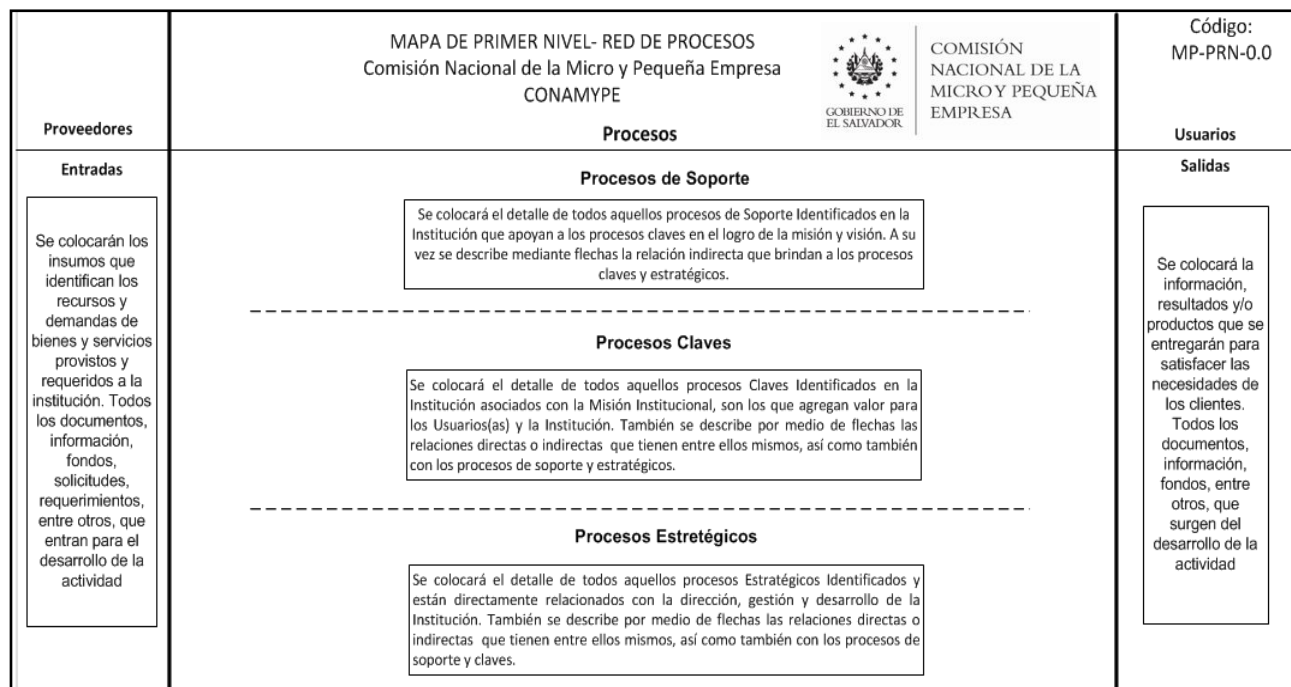 MAPA DE PRIMER NIVEL- RED DE PROCESOS
Comisión Nacional de la Micro y Pequeña Empresa
CONAMYPE
GOBIERNO DE
EL SALVADOR
COMISIÓN
NACIONAL DE LA
MICRO Y PEQUEÑA
EMPRESA
Código:
MP-PRN-0.0
Proveedores
Procesos
Usuarios
Entradas
Se colocarán los
insumos que
identifican los
recursos y
demandas de
bienes y servicios
provistos y
requeridos a la
institución. Todos
los documentos,
información,
fondos,
solicitudes,
requerimientos,
entre otros, que
entran para el
desarrollo de la
actividad
Procesos de Soporte
Se colocará el detalle de todos aquellos procesos de Soporte Identificados en la
Institución que apoyan a los procesos claves en el logro de la misión y visión. A su
vez se describe mediante flechas la relación indirecta que brindan a los procesos
claves y estratégicos.
Procesos Claves
Se colocará el detalle de todos aquellos procesos Claves Identificados en la
Institución asociados con la Misión Institucional, son los que agregan valor para
los Usuarios(as) y la Institución. También se describe por medio de flechas las
relaciones directas o indirectas que tienen entre ellos mismos, así como también
con los procesos de soporte y estratégicos.
Procesos Estretégicos
Se colocará el detalle de todos aquellos procesos Estratégicos Identificados y
están directamente relacionados con la dirección, gestión y desarrollo de la
Institución. También se describe por medio de flechas las relaciones directas o
indirectas que tienen entre ellos mismos, así como también con los procesos de
soporte y claves.
Salidas
Se colocará la
información,
resultados y/o
productos que se
entregarán para
satisfacer las
necesidades de
los clientes.
Todos los
documentos,
información,
fondos, entre
otros, que
surgen del
desarrollo de la
actividad